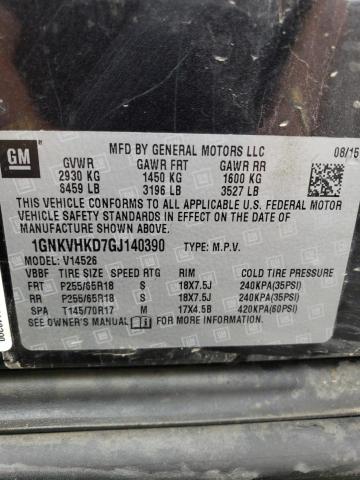 GM
MFD BY GENERAL MOTORS LLC 08/15
GVWR GAWR FRT GAWR RR
2930 KG 1450 KG 1600 KG
6459 LB 3196 LB 3527 LB
THIS VEHICLE CONFORMS TO ALL APPLICABLE U.S.
FEDERAL MOTOR VEHICLE SAFETY, BUMPER, AND
THEFT PREVENTION STANDARDS IN EFFECT ON THE DATE OF
MANUFACTURE SHOWN ABOVE.
1GNKVHKD7GJ140390 TYPE: M.P.V.
MODEL: V14526
VBBF TIRE SIZE SPEED RTG RIM COLD TIRE PRESSURE
FRT P255/65R18 S 18X7.5J 240KPA(35PSI)
RR P255/65R18 S 18X7.5J 240KPA(35PSI)
SPA T145/70R17 M 17X4.5B 420KPA(60PSI)
SEE OWNER'S MANUAL FOR MORE INFORMATION.